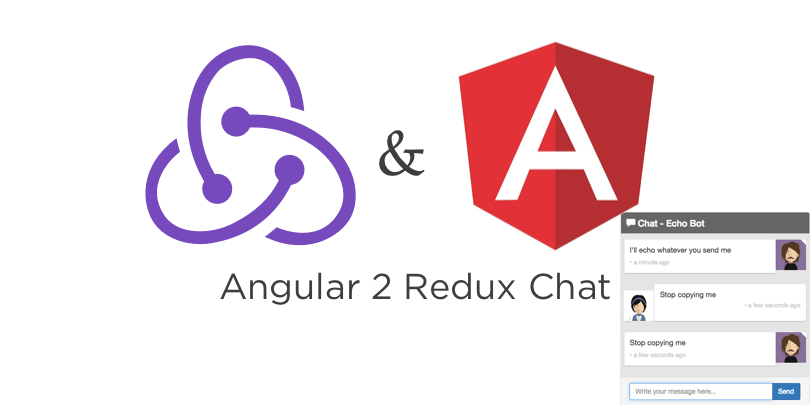 &
A
Angular 2 Redux Chat
Chat - Echo Bot
I'll echo whatever you send me
• a minute ago
Stop copying me
• a few seconds ago
Stop copying me
• a few seconds ago
Write your message here...
Send